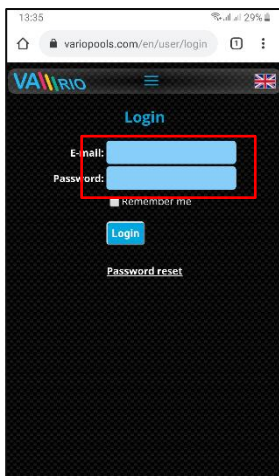 13:35 29%
variopools.com/en/user/login 1
VARIO
Login
E-mail:
Password:
Remember me
Login
Password reset